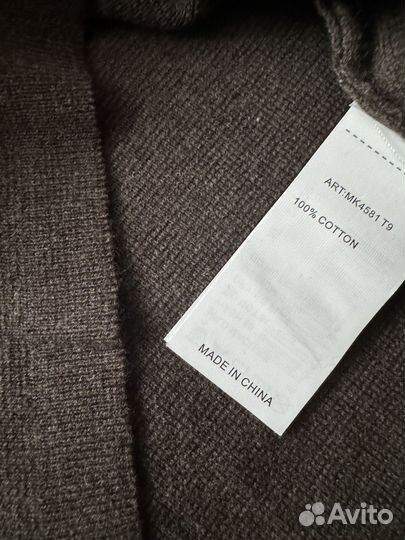 ART:MK4581 T9
100% COTTON
MADE IN CHINA
Avito